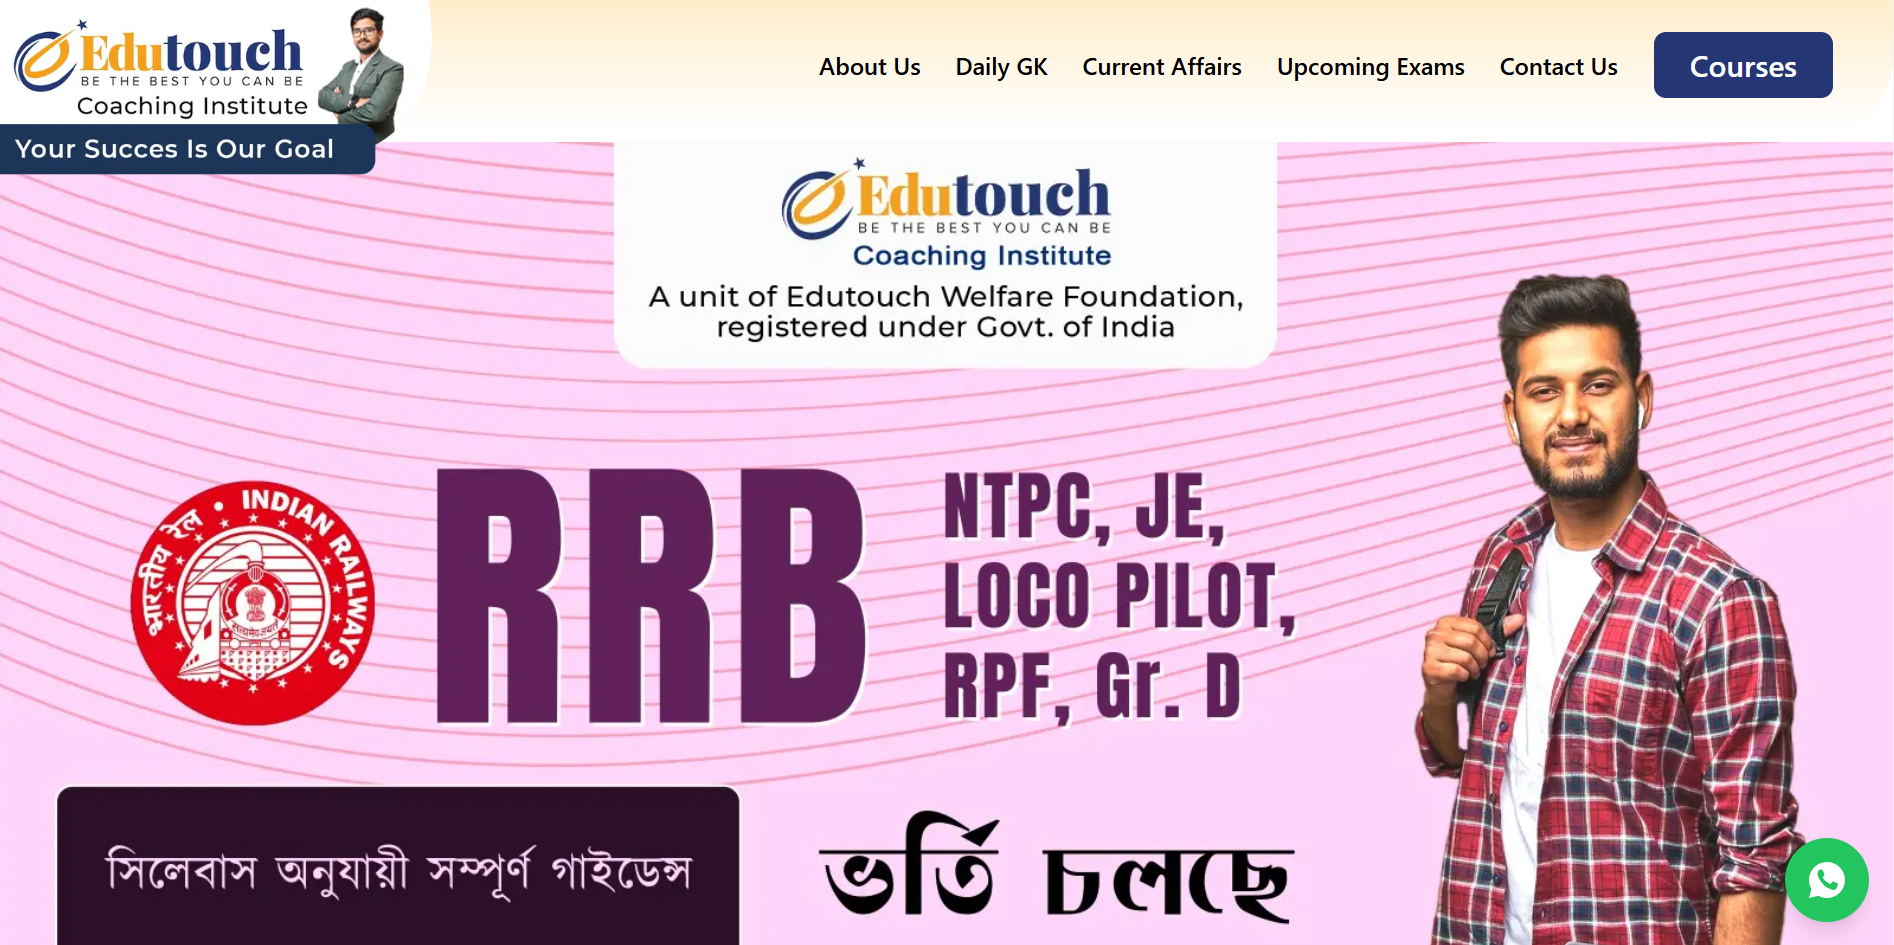 Edutouch
BE THE BEST YOU CAN BE
Coaching Institute
Your Succes Is Our Goal
About Us Daily GK Current Affairs Upcoming Exams Contact Us Courses
Edutouch
BE THE BEST YOU CAN BE
Coaching Institute
A unit of Edutouch Welfare Foundation,
registered under Govt. of India
भारतीय रेल • INDIAN RAILWAYS
सत्यमेव जयते
RRB
NTPC, JE,
LOCO PILOT,
RPF, Gr. D
সিলেবাস অনুযায়ী সম্পূর্ণ গাইডেন্স
ভর্তি চলছে